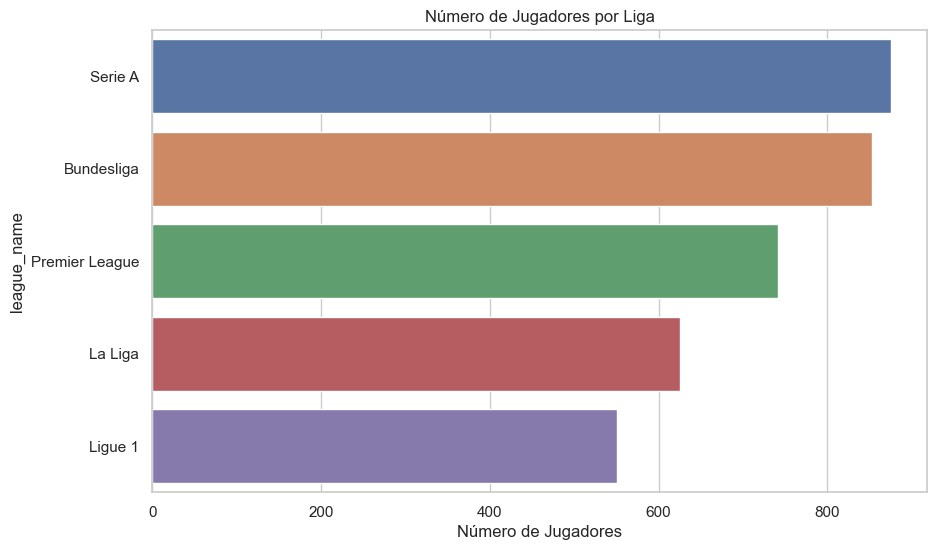 Número de Jugadores por Liga
Serie A
Bundesliga
Premier League
La Liga
Ligue 1
league_name
0 200 400 600 800
Número de Jugadores